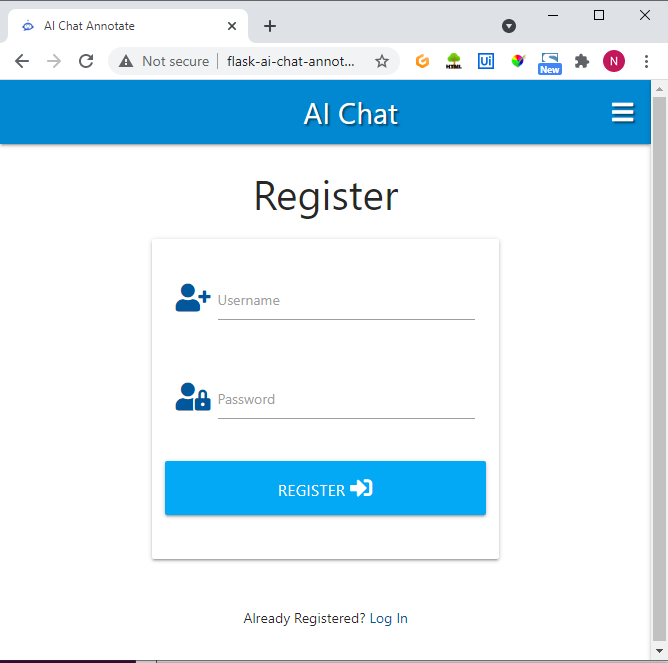 AI Chat Annotate
Not secure
flask-ai-chat-annot...
HTML
Ui
New
N
AI Chat
Register
Username
Password
REGISTER
Already Registered? Log In